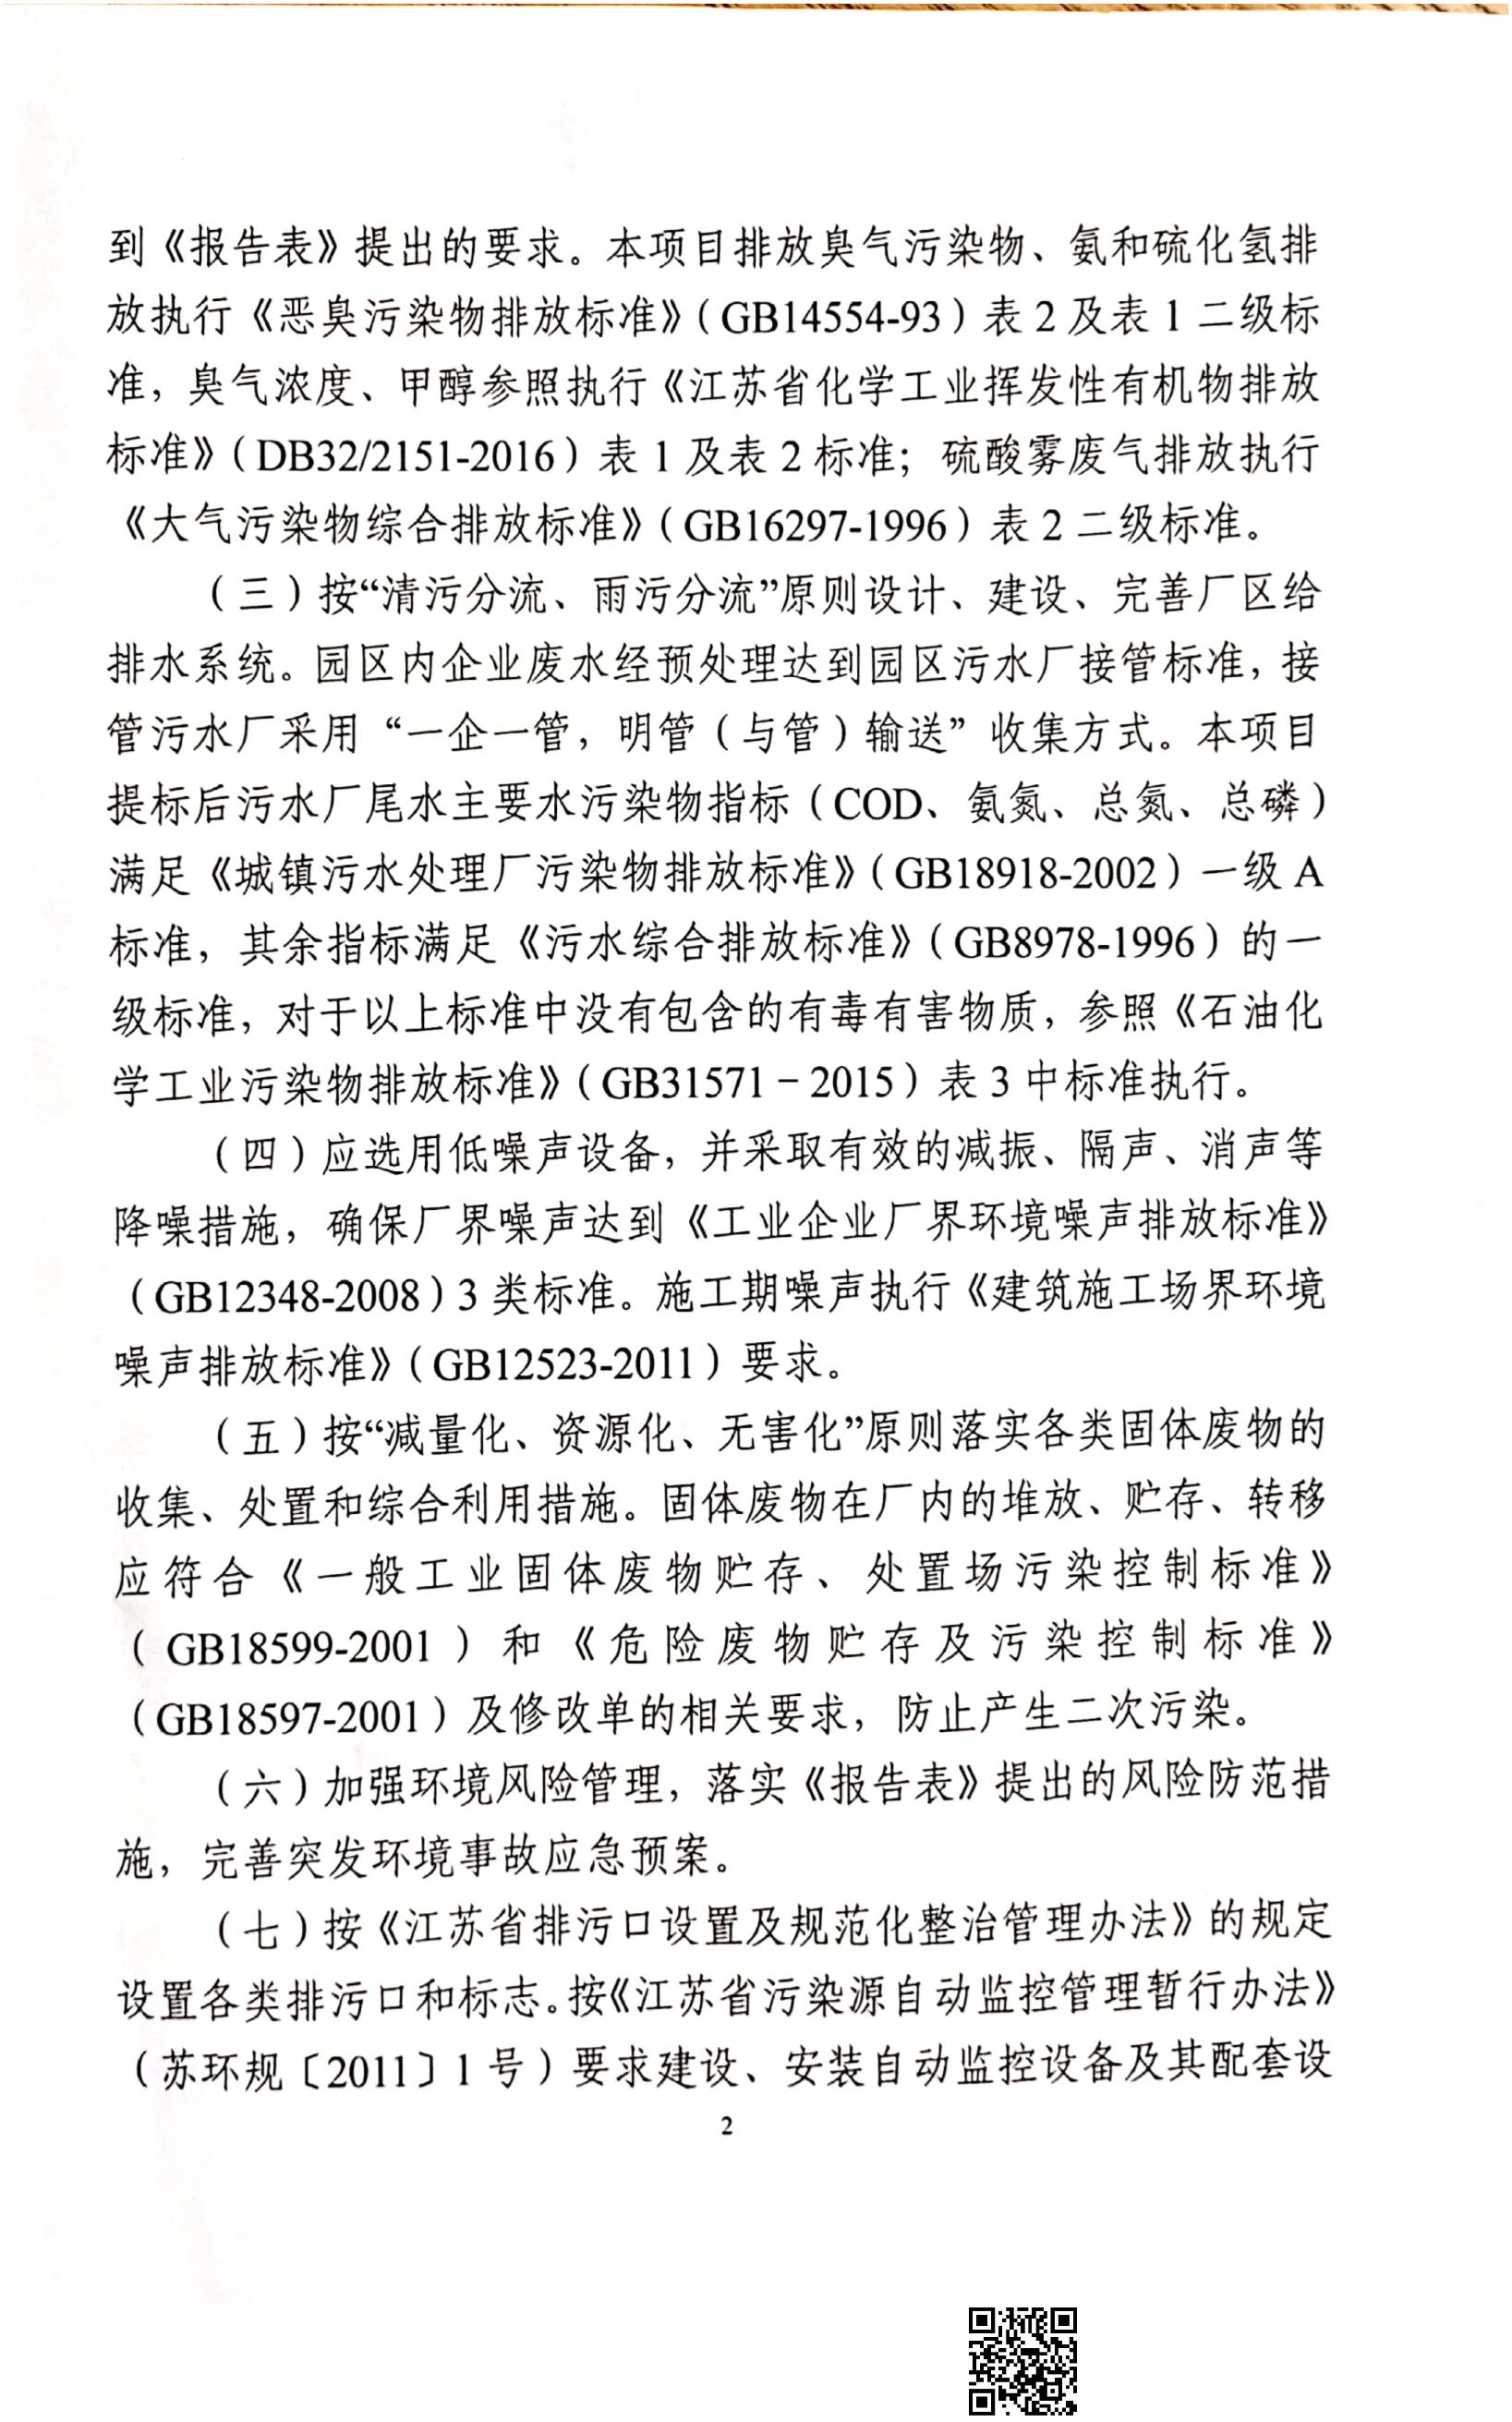 到《报告表》提出的要求。本项目排放臭气污染物、氨和硫化氢排
放执行《恶臭污染物排放标准》（GB14554-93）表 2 及表 1 二级标
准，臭气浓度、甲醇参照执行《江苏省化学工业挥发性有机物排放
标准》（DB32/2151-2016）表 1 及表 2 标准；硫酸雾废气排放执行
《大气污染物综合排放标准》（GB16297-1996）表 2 二级标准。
（三）按“清污分流、雨污分流”原则设计、建设、完善厂区给
排水系统。园区内企业废水经预处理达到园区污水厂接管标准，接
管污水厂采用“一企一管，明管（与管）输送”收集方式。本项目
提标后污水厂尾水主要水污染物指标（COD、氨氮、总氮、总磷）
满足《城镇污水处理厂污染物排放标准》（GB18918-2002）一级 A
标准，其余指标满足《污水综合排放标准》（GB8978-1996）的一
级标准，对于以上标准中没有包含的有毒有害物质，参照《石油化
学工业污染物排放标准》（GB31571－2015）表 3 中标准执行。
（四）应选用低噪声设备，并采取有效的减振、隔声、消声等
降噪措施，确保厂界噪声达到《工业企业厂界环境噪声排放标准》
（GB12348-2008）3 类标准。施工期噪声执行《建筑施工场界环境
噪声排放标准》（GB12523-2011）要求。
（五）按“减量化、资源化、无害化”原则落实各类固体废物的
收集、处置和综合利用措施。固体废物在厂内的堆放、贮存、转移
应符合《一般工业固体废物贮存、处置场污染控制标准》
（GB18599-2001）和《危险废物贮存及污染控制标准》
（GB18597-2001）及修改单的相关要求，防止产生二次污染。
（六）加强环境风险管理，落实《报告表》提出的风险防范措
施，完善突发环境事故应急预案。
（七）按《江苏省排污口设置及规范化整治管理办法》的规定
设置各类排污口和标志。按《江苏省污染源自动监控管理暂行办法》
（苏环规〔2011〕1 号）要求建设、安装自动监控设备及其配套设
2